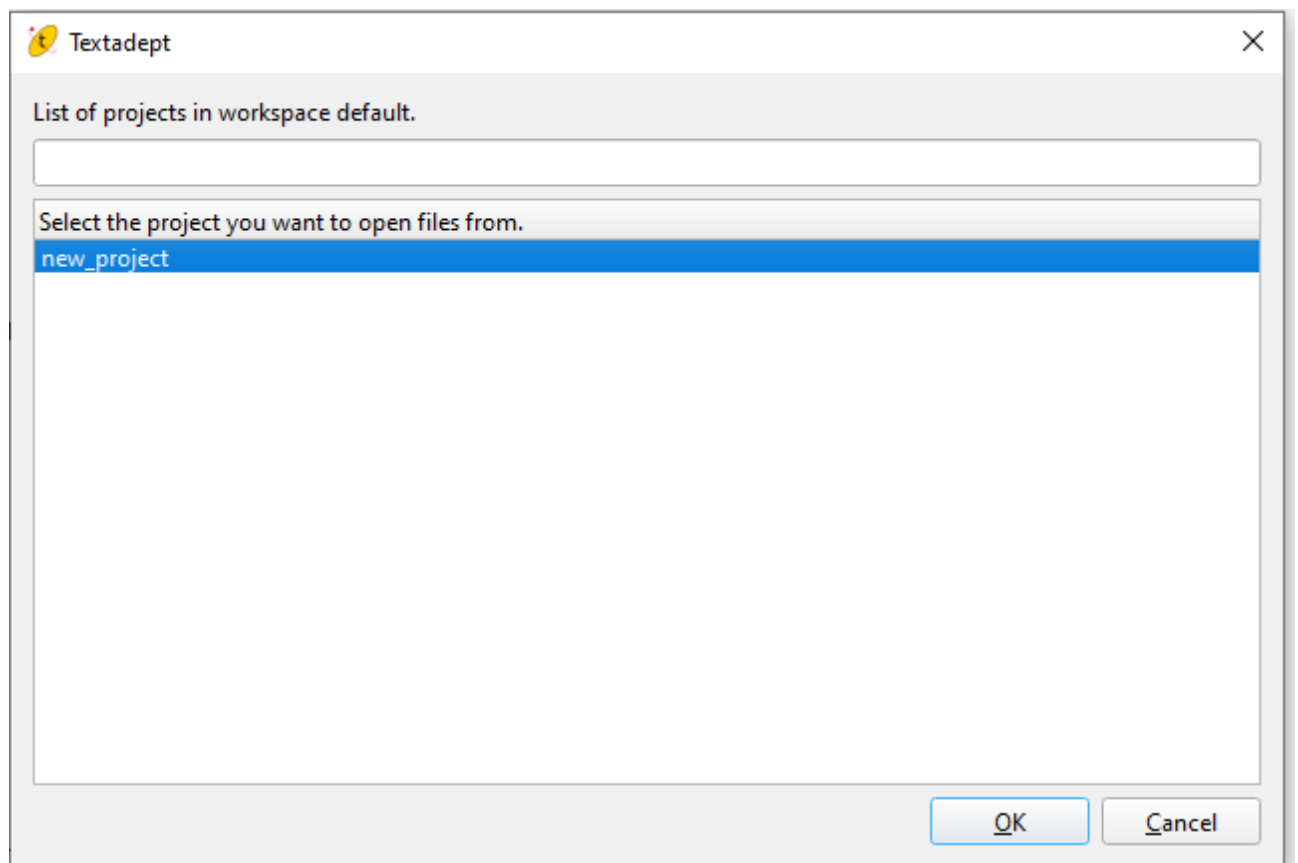 Textadept
List of projects in workspace default.
Select the project you want to open files from.
new_project
OK
Cancel